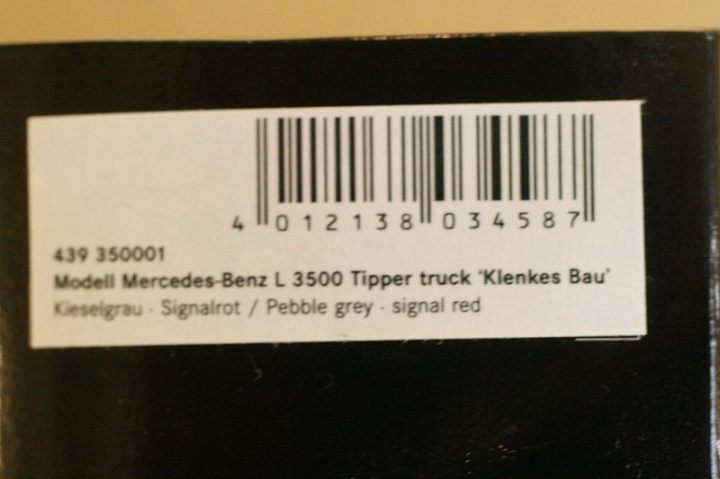 4 012138 034587
439 350001
Modell Mercedes-Benz L 3500 Tipper truck 'Klenkes Bau'
Kieselgrau · Signalrot / Pebble grey · signal red